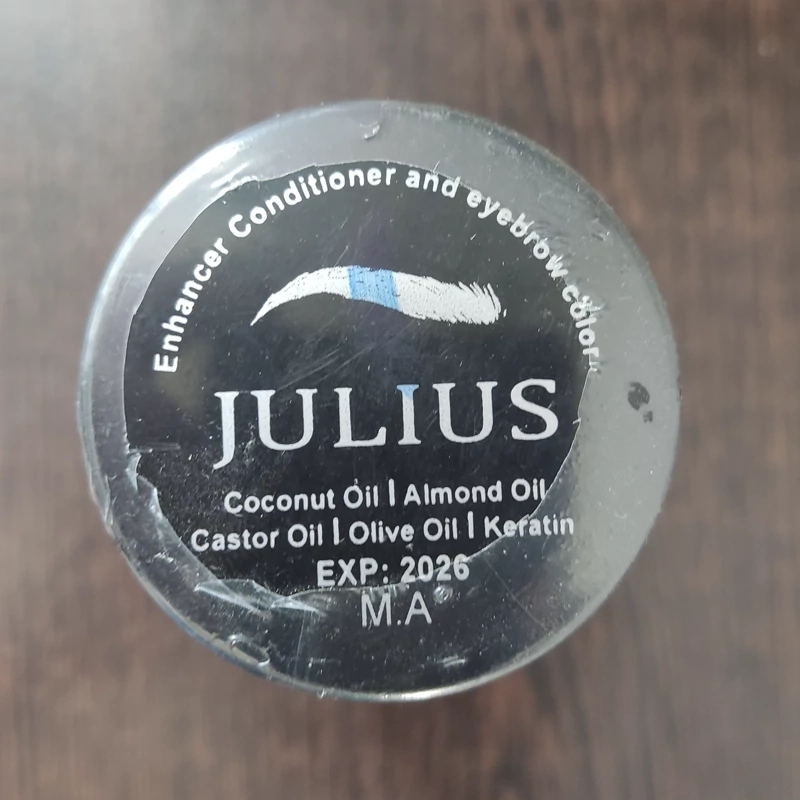 Enhancer Conditioner and eyebrow color
JULIUS
Coconut Oil | Almond Oil
Castor Oil | Olive Oil | Keratin
EXP: 2026
M.A